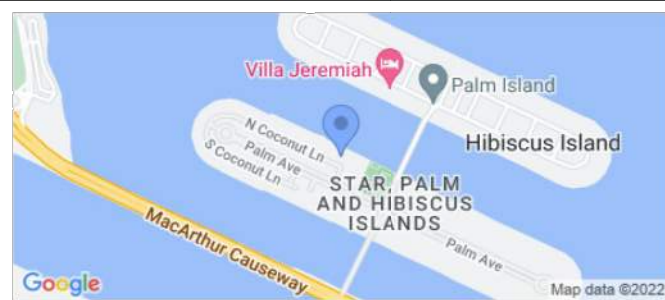 Villa Jeremiah
Palm Island
Hibiscus Island
N Coconut Ln
Palm Ave
S Coconut Ln
STAR, PALM
AND HIBISCUS
ISLANDS
MacArthur Causeway
Palm Ave
Google
Map data ©2022